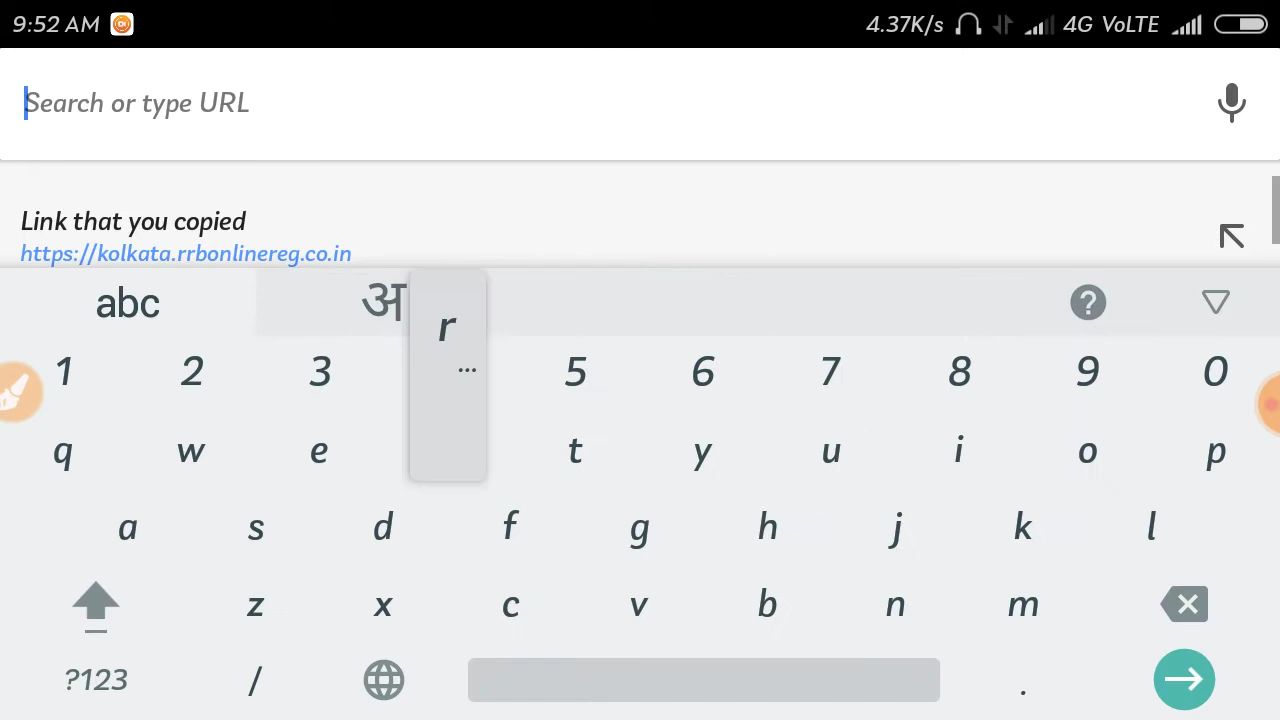 9:52 AM 4.37K/s 4G VoLTE
Search or type URL
Link that you copied
https://kolkata.rrbonlinereg.co.in
abc अ
r
...
1 2 3 5 6 7 8 9 0
q w e t y u i o p
a s d f g h j k l
z x c v b n m
?123 / .